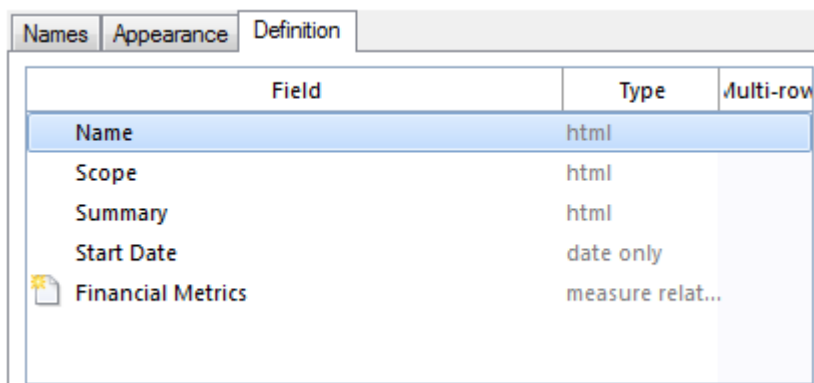 Names Appearance Definition
Field Type Multi-row
Name html
Scope html
Summary html
Start Date date only
Financial Metrics measure relat...